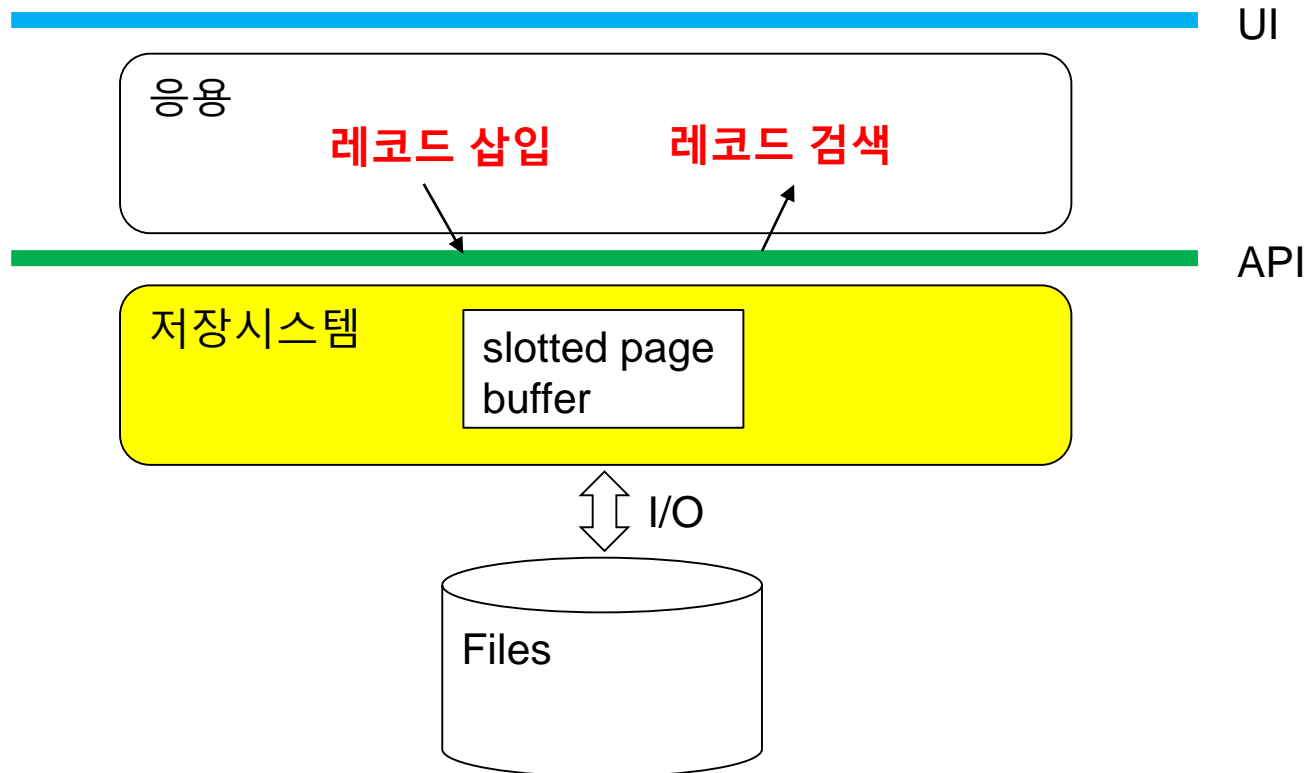 UI
응용
레코드 삽입
레코드 검색
API
저장시스템
slotted page
buffer
I/O
Files